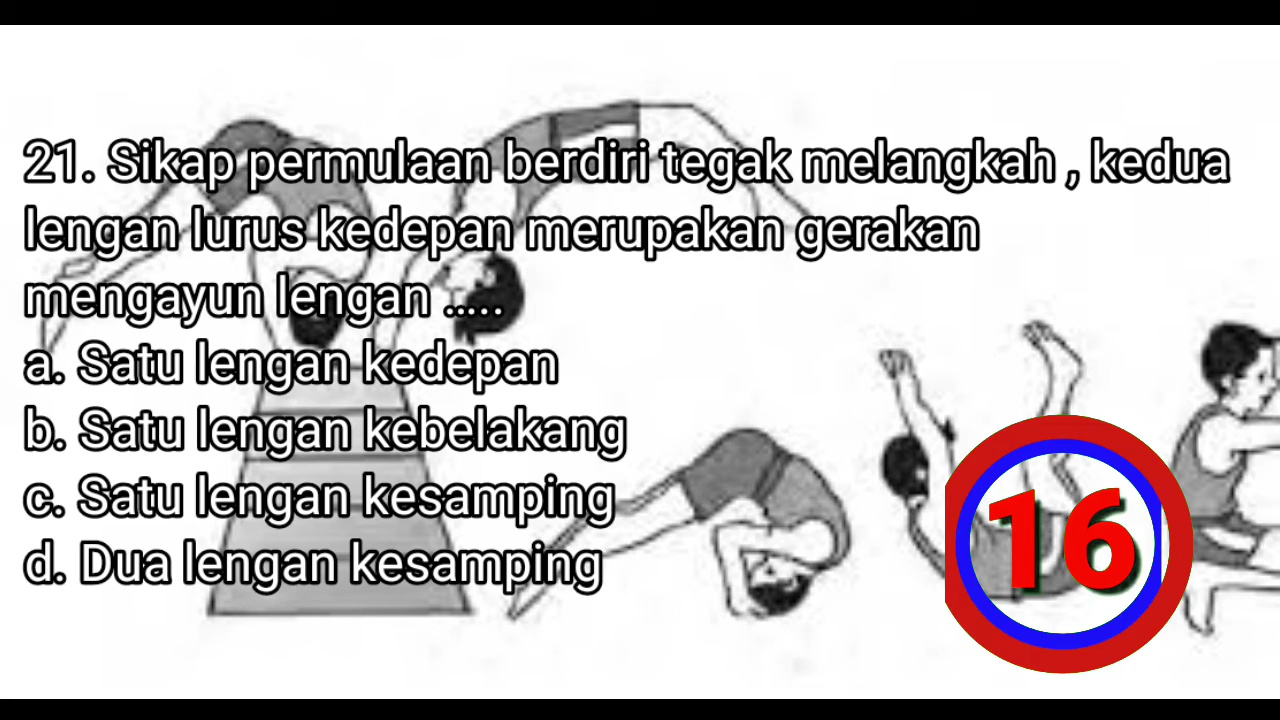 21. Sikap permulaan berdiri tegak melangkah , kedua
lengan lurus kedepan merupakan gerakan
mengayun lengan .....
a. Satu lengan kedepan
b. Satu lengan kebelakang
c. Satu lengan kesamping
d. Dua lengan kesamping
16